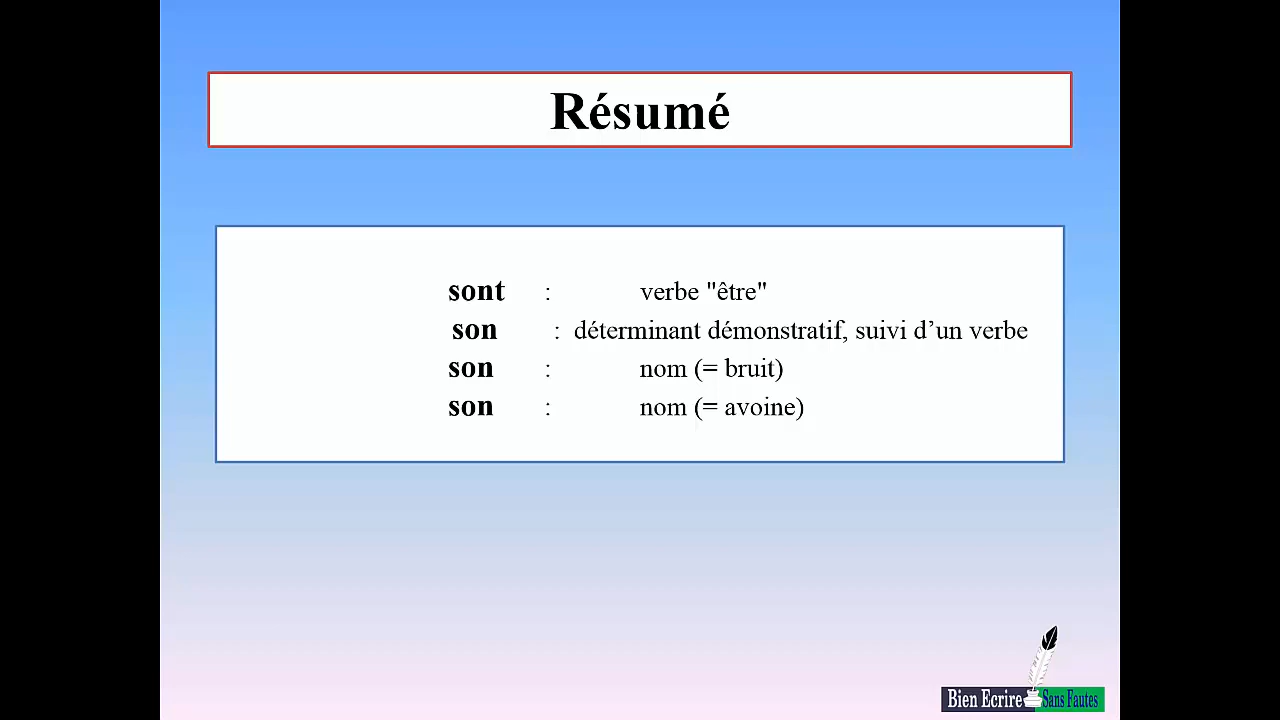 Résumé
sont : verbe "être"
son : déterminant démonstratif, suivi d’un verbe
son : nom (= bruit)
son : nom (= avoine)
Bien Ecrire Sans Fautes